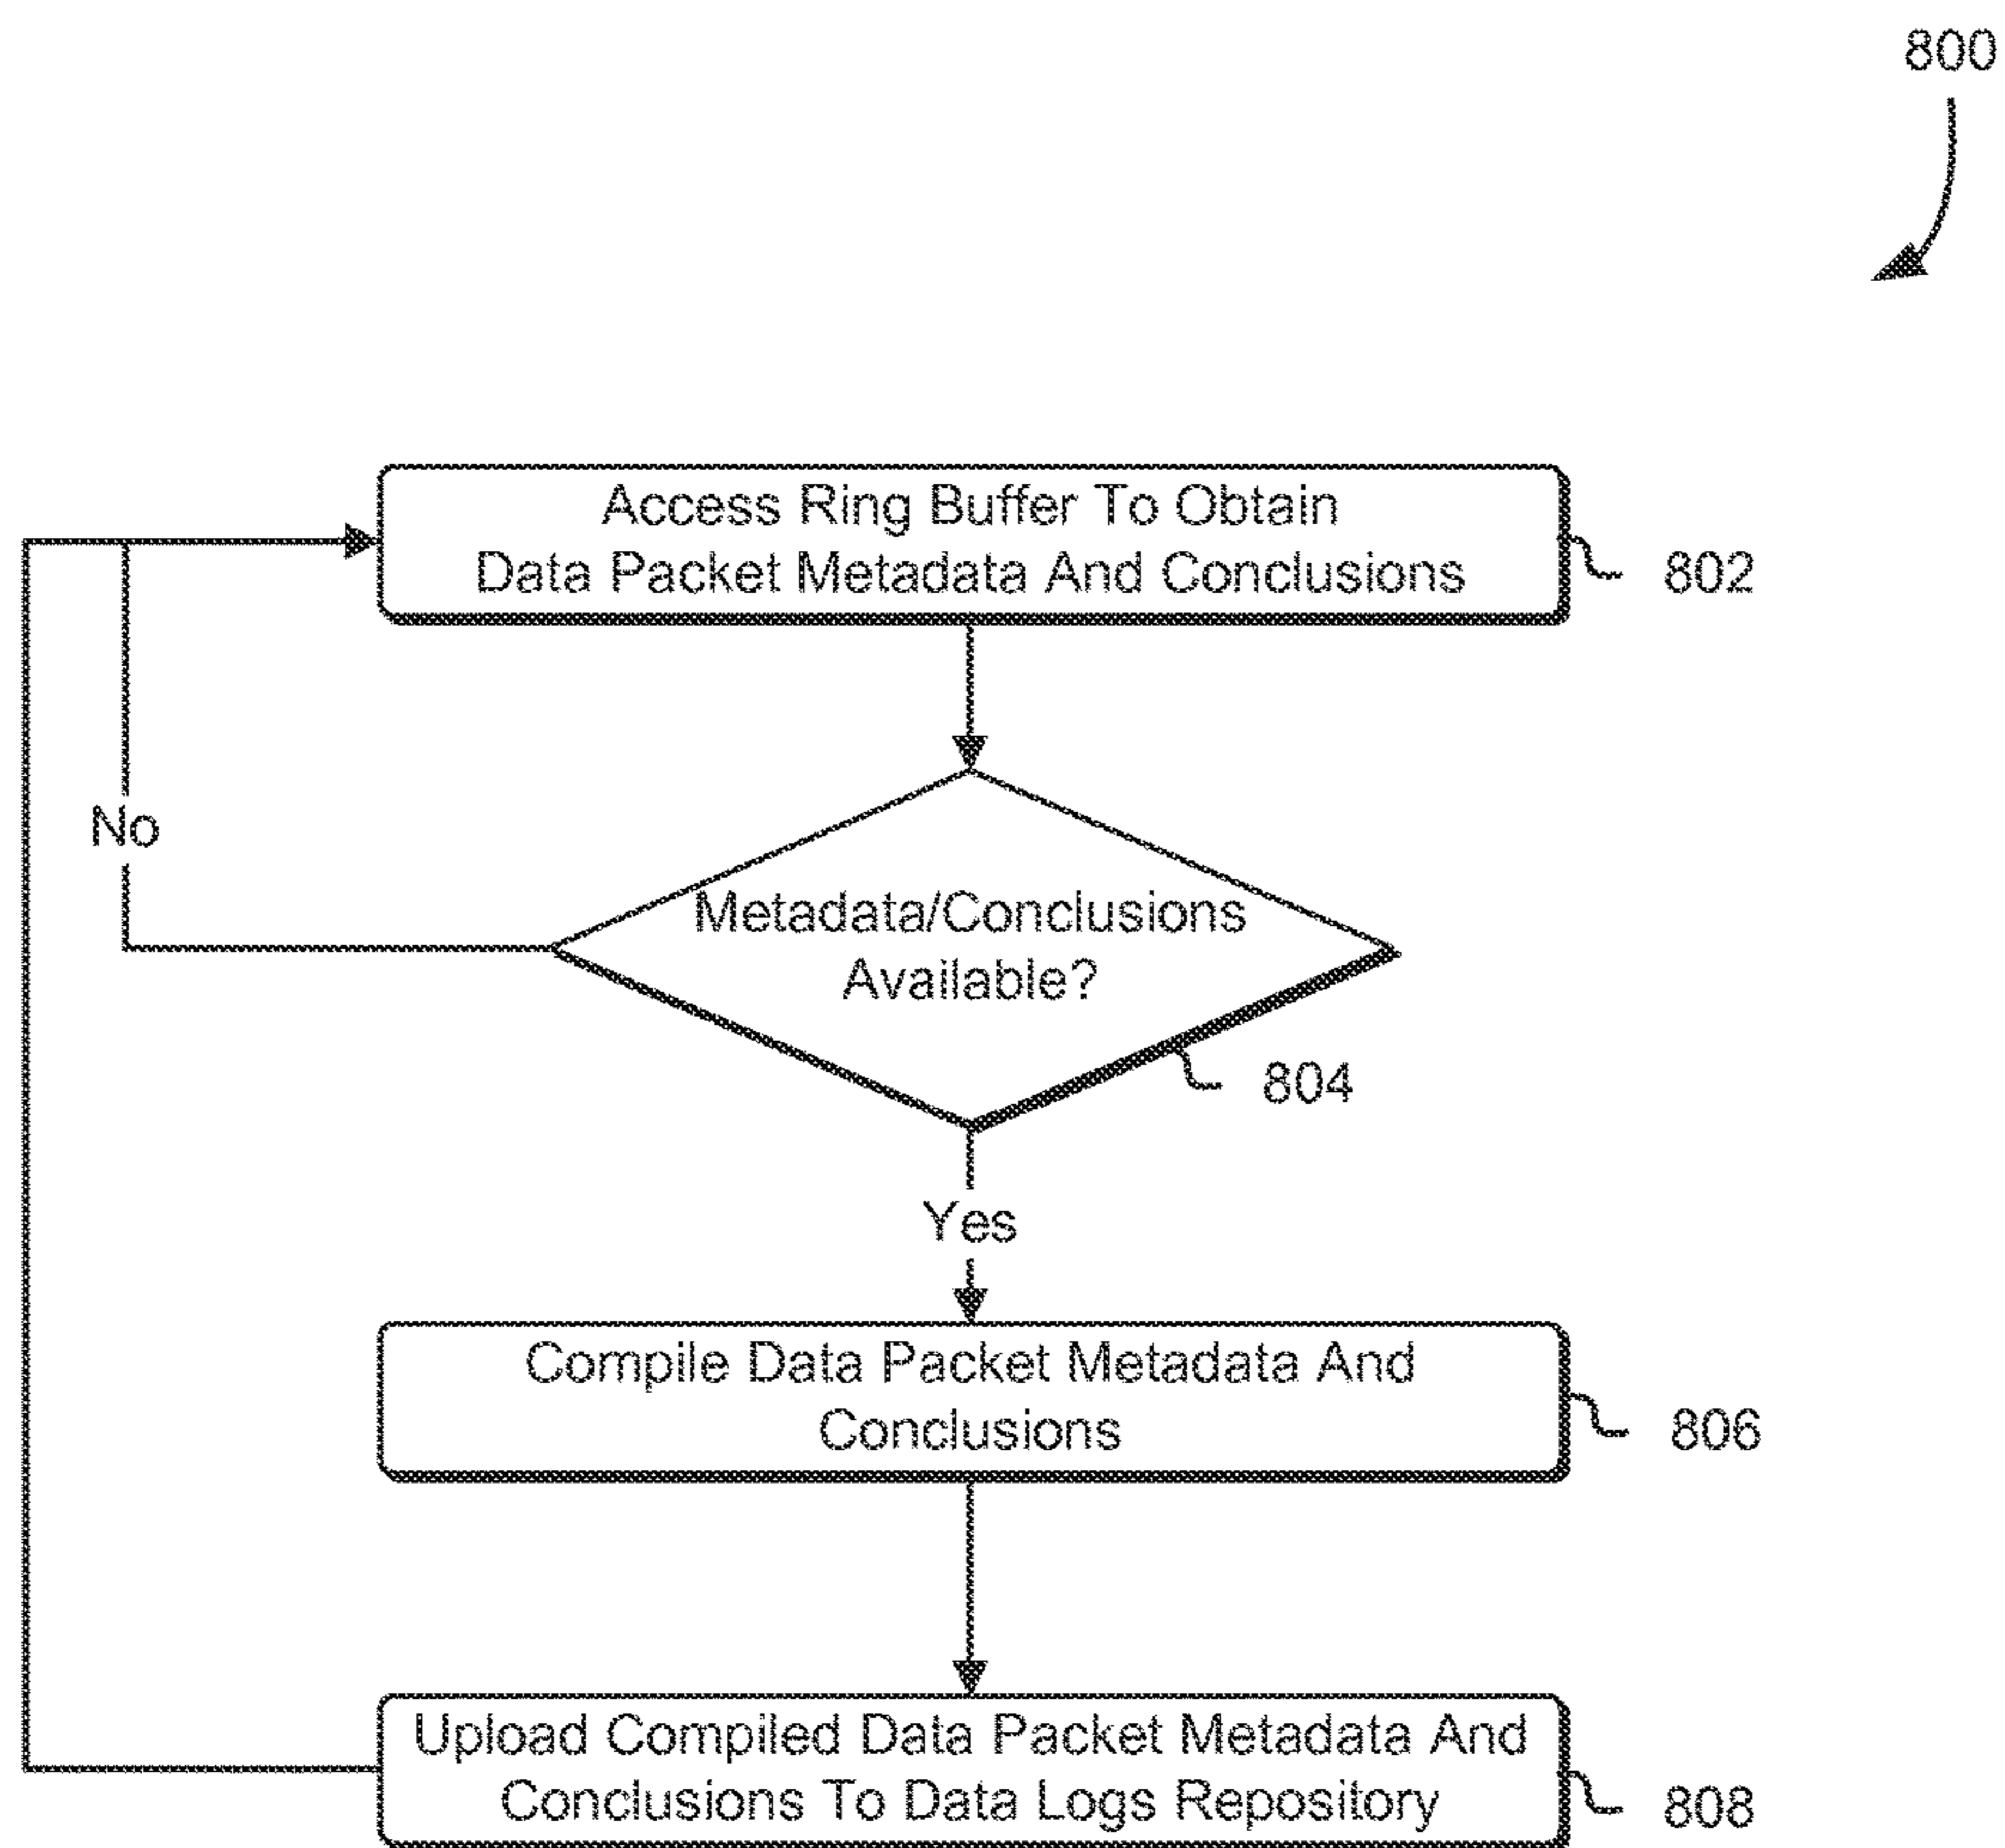 800
Access Ring Buffer To Obtain
Data Packet Metadata And Conclusions
802
No
Metadata/Conclusions
Available?
804
Yes
Compile Data Packet Metadata And
Conclusions
806
Upload Compiled Data Packet Metadata And
Conclusions To Data Logs Repository
808